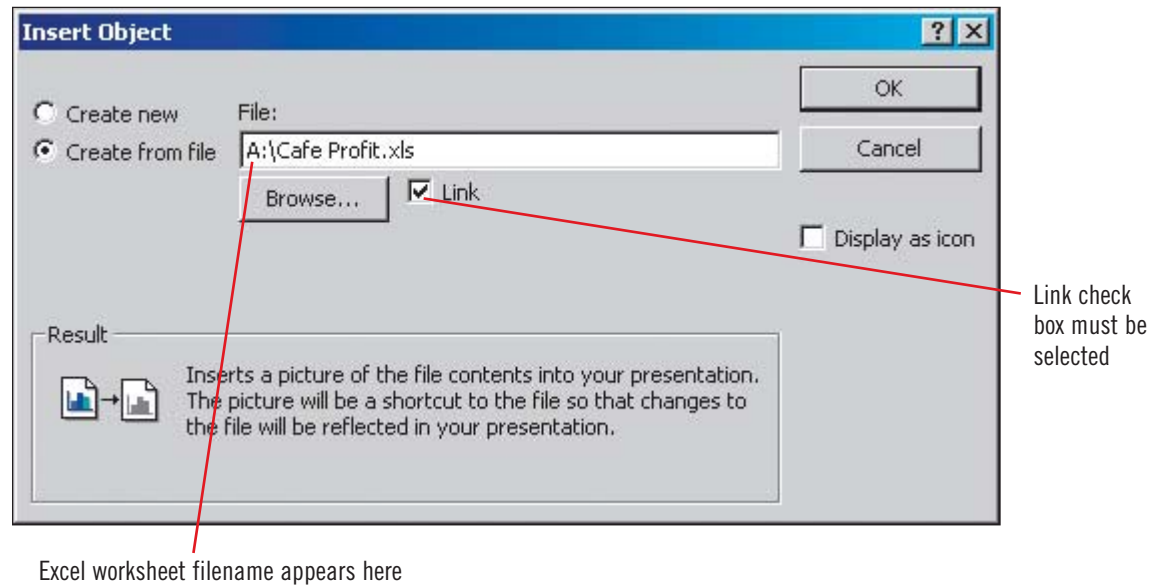 Insert Object
OK
Create new
File:
Create from file
A:\Cafe Profit.xls
Cancel
Browse...
Link
Display as icon
Link check
box must be
selected
Result
Inserts a picture of the file contents into your presentation.
The picture will be a shortcut to the file so that changes to
the file will be reflected in your presentation.
Excel worksheet filename appears here